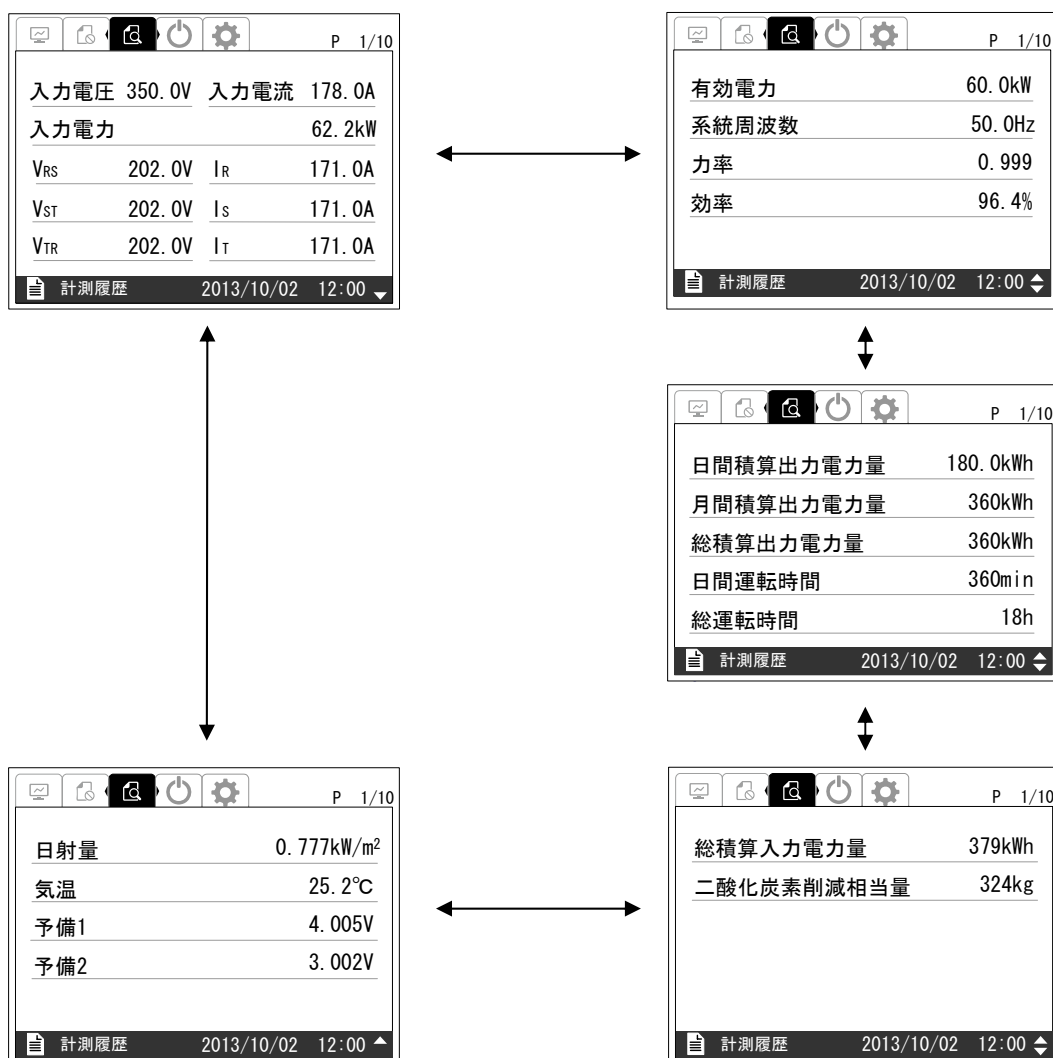 P 1/10
入力電圧 350.0V 入力電流 178.0A
入力電力 62.2kW
VRS 202.0V IR 171.0A
VST 202.0V IS 171.0A
VTR 202.0V IT 171.0A
計測履歴 2013/10/02 12:00
P 1/10
有効電力 60.0kW
系統周波数 50.0Hz
力率 0.999
効率 96.4%
計測履歴 2013/10/02 12:00
P 1/10
日間積算出力電力量 180.0kWh
月間積算出力電力量 360kWh
総積算出力電力量 360kWh
日間運転時間 360min
総運転時間 18h
計測履歴 2013/10/02 12:00
P 1/10
日射量 0.777kW/m²
気温 25.2℃
予備1 4.005V
予備2 3.002V
計測履歴 2013/10/02 12:00
P 1/10
総積算入力電力量 379kWh
二酸化炭素削減相当量 324kg
計測履歴 2013/10/02 12:00